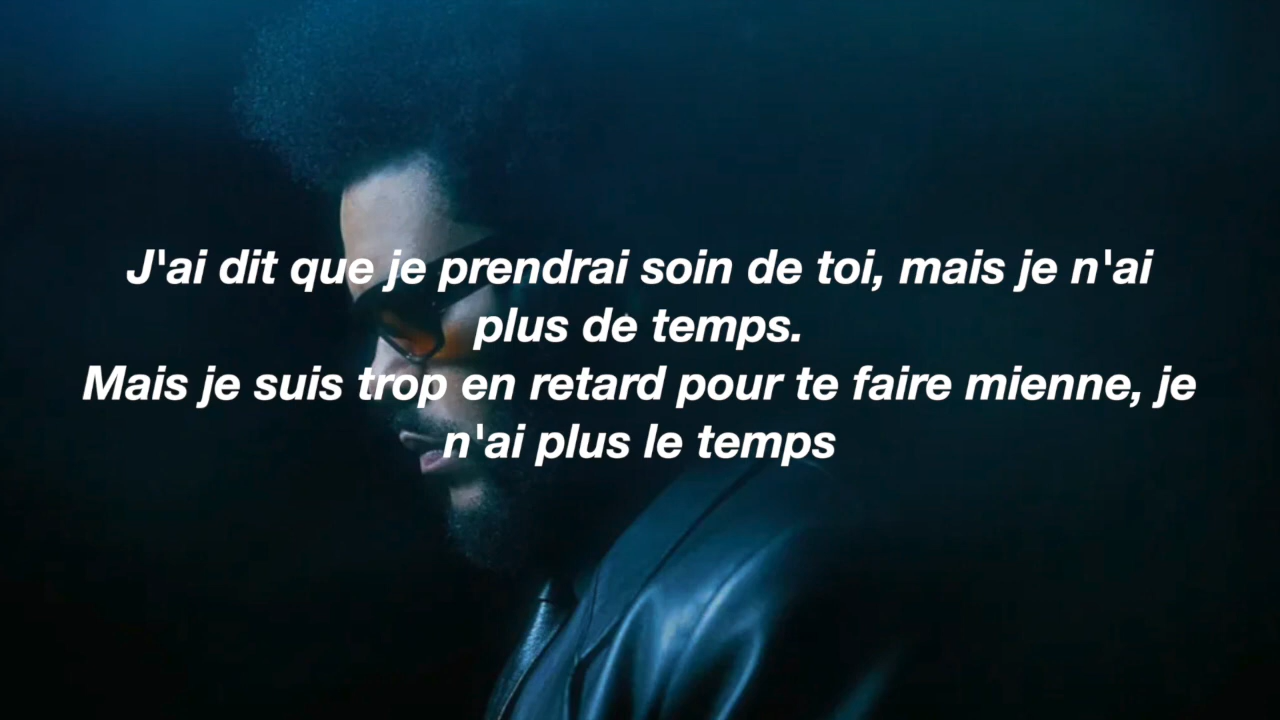 J'ai dit que je prendrai soin de toi, mais je n'ai
plus de temps.
Mais je suis trop en retard pour te faire mienne, je
n'ai plus le temps